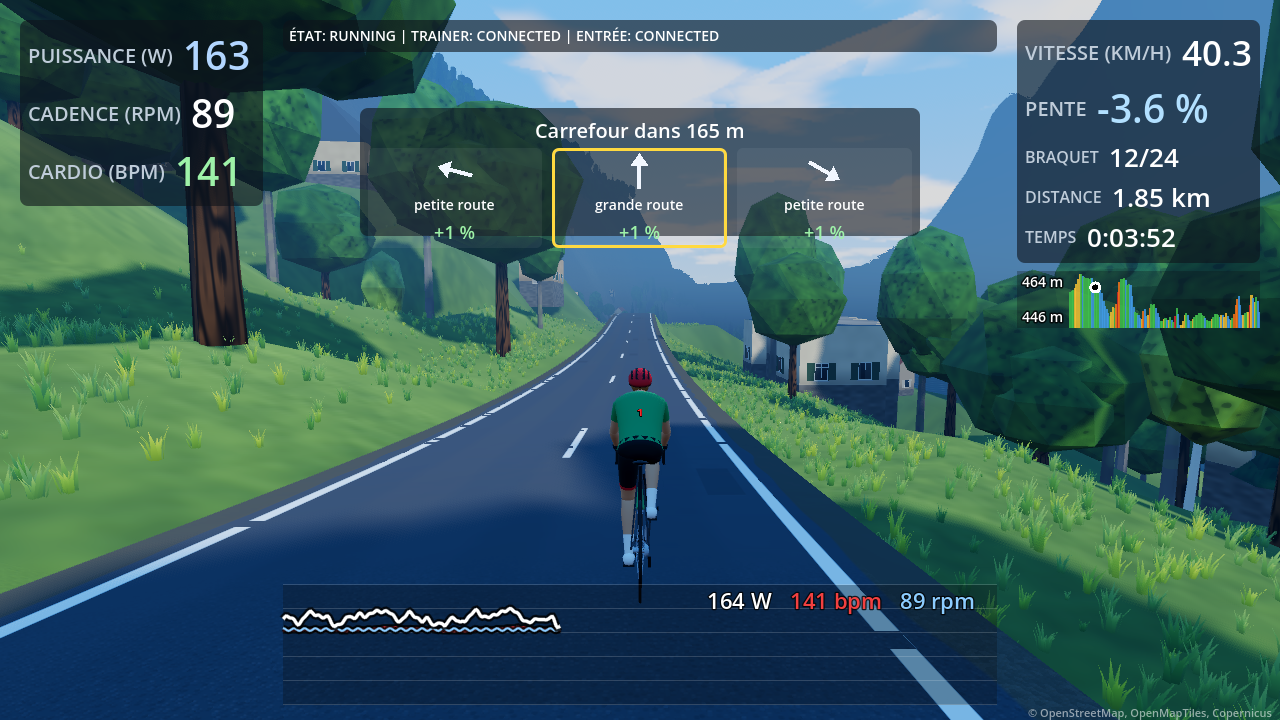 PUISSANCE (W) 163
CADENCE (RPM) 89
CARDIO (BPM) 141
ÉTAT: RUNNING | TRAINER: CONNECTED | ENTRÉE: CONNECTED
Carrefour dans 165 m
petite route
+1 %
grande route
+1 %
petite route
+1 %
VITESSE (KM/H) 40.3
PENTE -3.6 %
BRAQUET 12/24
DISTANCE 1.85 km
TEMPS 0:03:52
464 m
446 m
1
164 W 141 bpm 89 rpm
© OpenStreetMap, OpenMapTiles, Copernicus